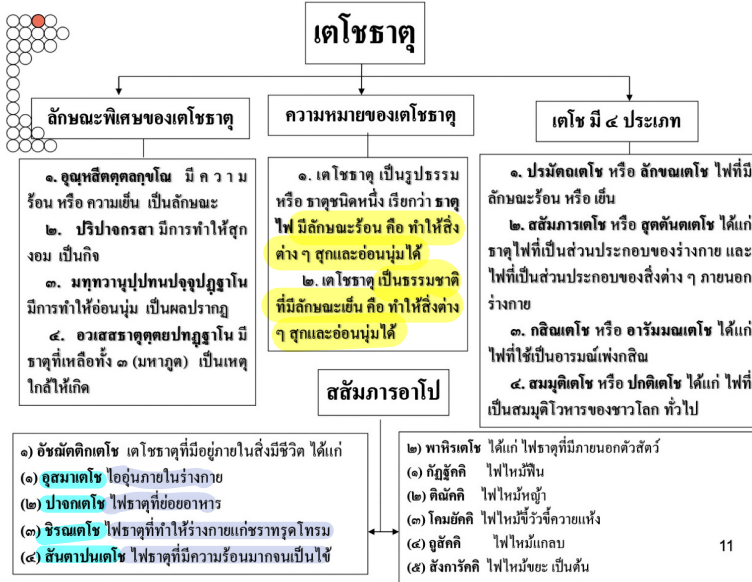 เตโชธาตุ
ลักษณะพิเศษของเตโชธาตุ
๑. อุณฺหสีตตฺตลกฺขโณ มี ค ว า ม
ร้อน หรือ ความเย็น เป็นลักษณะ
๒. ปริปาจกรสา มีการทำให้สุก
งอม เป็นกิจ
๓. มทฺทวานุปฺปทนปจฺจุปฏฺฐาโน
มีการทำให้อ่อนนุ่ม เป็นผลปรากฏ
๔. อวเสสธาตุตฺตยปทฏฺฐาโน มี
ธาตุที่เหลือทั้ง ๓ (มหาภูต) เป็นเหตุ
ใกล้ให้เกิด
ความหมายของเตโชธาตุ
๑. เตโชธาตุ เป็นรูปธรรม
หรือ ธาตุชนิดหนึ่ง เรียกว่า ธาตุ
ไฟ มีลักษณะร้อน คือ ทำให้สิ่ง
ต่าง ๆ สุกและอ่อนนุ่มได้
๒. เตโชธาตุ เป็นธรรมชาติ
ที่มีลักษณะเย็น คือ ทำให้สิ่งต่าง
ๆ สุกและอ่อนนุ่มได้
เตโช มี ๔ ประเภท
๑. ปรมัตถเตโช หรือ ลักขณเตโช ไฟที่มี
ลักษณะร้อน หรือ เย็น
๒. สสัมภารเตโช หรือ สุตตันตเตโช ได้แก่
ธาตุไฟที่เป็นส่วนประกอบของร่างกาย และ
ไฟที่เป็นส่วนประกอบของสิ่งต่าง ๆ ภายนอก
ร่างกาย
๓. กสิณเตโช หรือ อารัมมณเตโช ได้แก่
ไฟที่ใช้เป็นอารมณ์เพ่งกสิณ
๔. สมมุติเตโช หรือ ปกติเตโช ได้แก่ ไฟที่
เป็นสมมุติโวหารของชาวโลก ทั่วไป
สสัมภารอาโป
๑) อัชฌัตติกเตโช เตโชธาตุที่มีอยู่ภายในสิ่งมีชีวิต ได้แก่
(๑) อุสมาเตโช ไออุ่นภายในร่างกาย
(๒) ปาจกเตโช ไฟธาตุที่ย่อยอาหาร
(๓) ชิรณเตโช ไฟธาตุที่ทำให้ร่างกายแก่ชราทรุดโทรม
(๔) สันตาปนเตโช ไฟธาตุที่มีความร้อนมากจนเป็นไข้
๒) พาหิรเตโช ได้แก่ ไฟธาตุที่มีภายนอกตัวสัตว์
(๑) กัฏฐัคคิ ไฟไหม้ฟืน
(๒) ติณัคคิ ไฟไหม้หญ้า
(๓) โคมยัคคิ ไฟไหม้ขี้วัวขี้ควายแห้ง
(๔) ถูสัคคิ ไฟไหม้แกลบ
(๕) สังการัคคิ ไฟไหม้ขยะ เป็นต้น
11